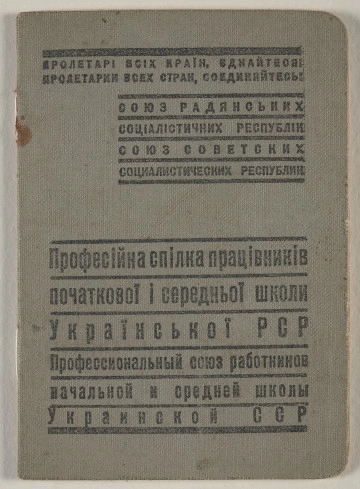 ПРОЛЕТАРІ ВСІХ КРАЇН, ЄДНАЙТЕСЯ!
ПРОЛЕТАРИИ ВСЕХ СТРАН, СОЕДИНЯЙТЕСЬ!
СОЮЗ РАДЯНСЬКИХ
СОЦІАЛІСТИЧНИХ РЕСПУБЛІК
СОЮЗ СОВЕТСКИХ
СОЦИАЛИСТИЧЕСКИХ РЕСПУБЛИК
Професійна спілка працівників
початкової і середньої школи
Української РСР
Профессиональный союз работников
начальной и средней школы
Украинской ССР